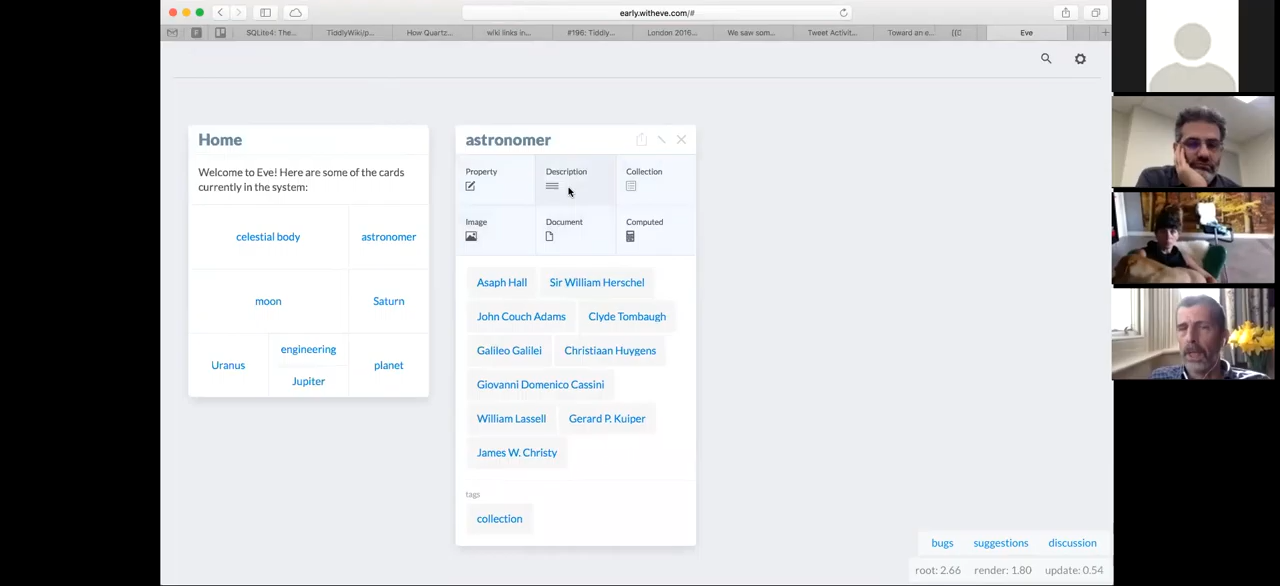 early.witheve.com/#
SQLite4: The... TiddlyWiki/p... How Quartz... wiki links in... #196: Tiddly... London 2016... We saw som... Tweet Activit... Toward an e... Eve
Home
Welcome to Eve! Here are some of the cards
currently in the system:
celestial body astronomer
moon Saturn
Uranus engineering planet
Jupiter
astronomer
Property Description Collection
Image Document Computed
Asaph Hall Sir William Herschel
John Couch Adams Clyde Tombaugh
Galileo Galilei Christiaan Huygens
Giovanni Domenico Cassini
William Lassell Gerard P. Kuiper
James W. Christy
tags
collection
bugs suggestions discussion
root: 2.66 render: 1.80 update: 0.54